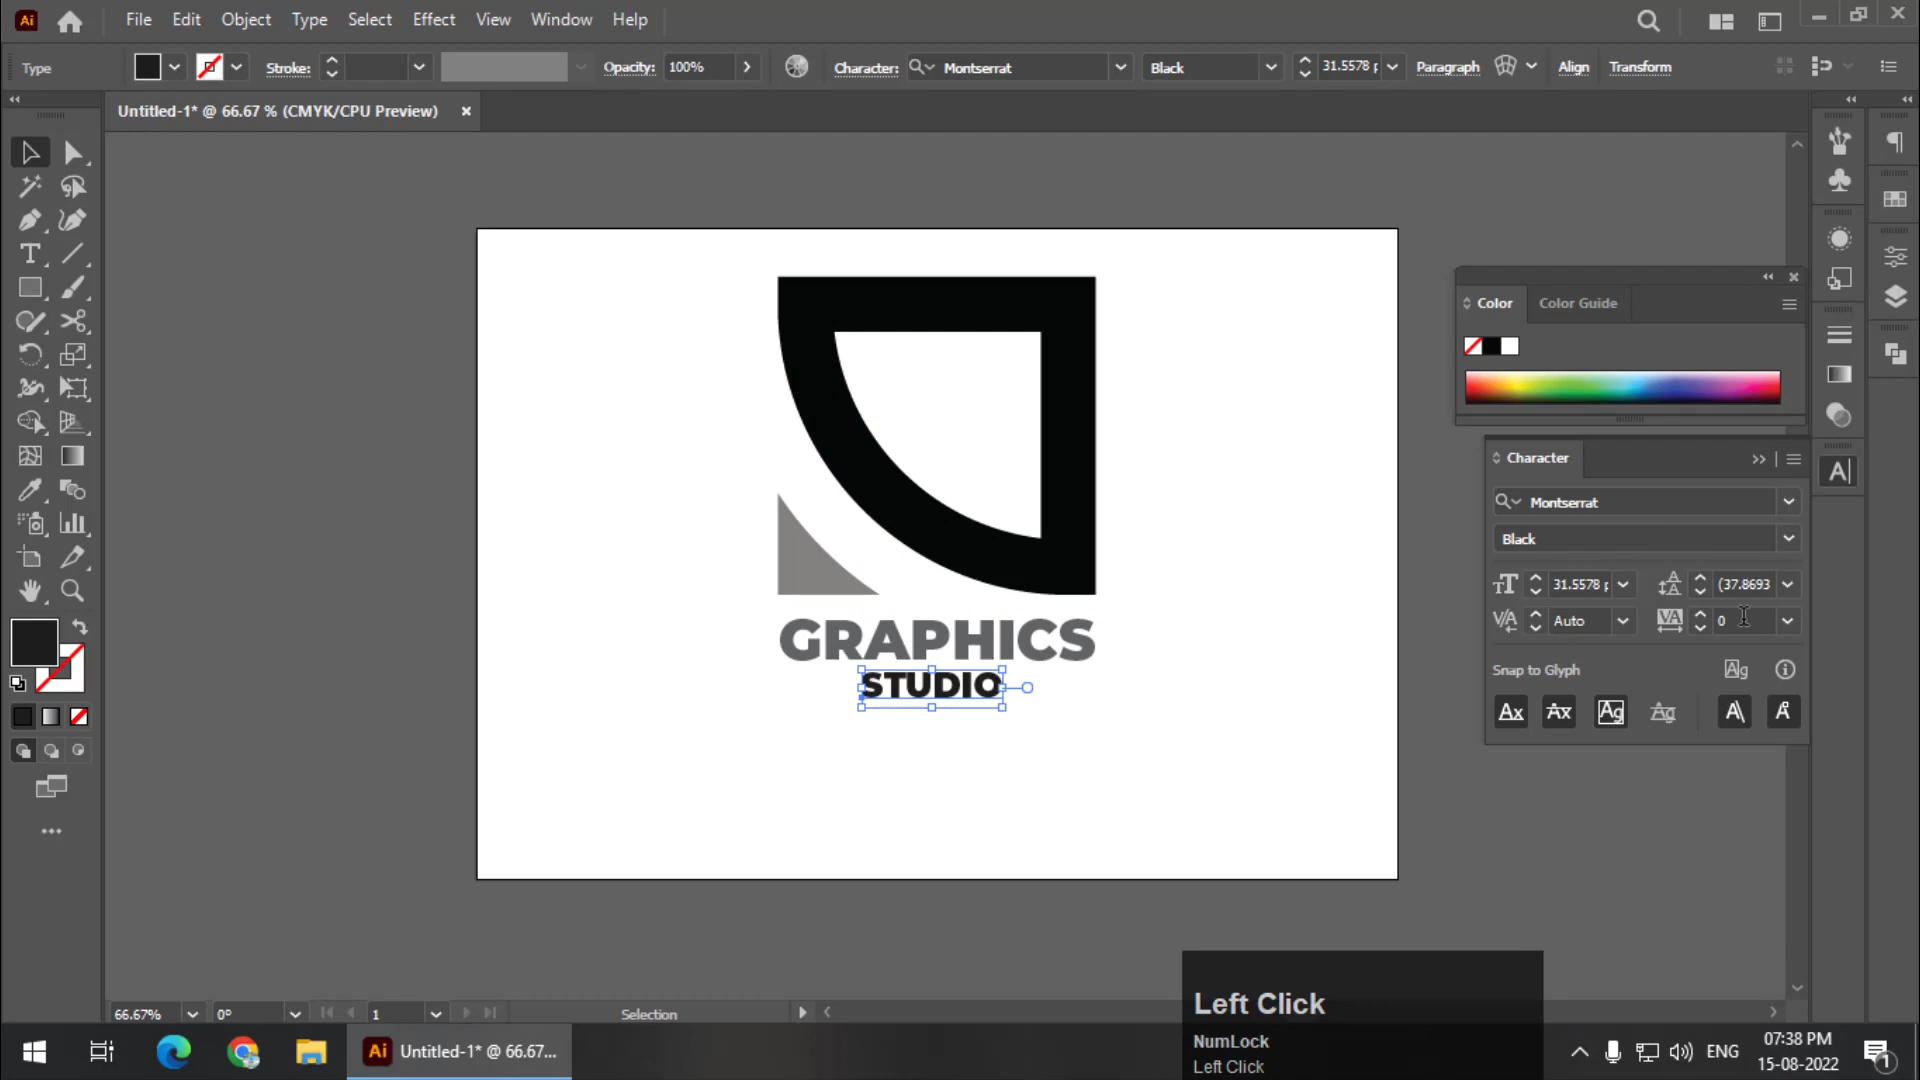 Ai File Edit Object Type Select Effect View Window Help
Type Stroke: Opacity: 100% Character: Montserrat Black 31.5578 p Paragraph Align Transform
Untitled-1* @ 66.67 % (CMYK/CPU Preview) ×
Color Color Guide
GRAPHICS
STUDIO
Character
Montserrat
Black
31.5578 p (37.8693
Auto 0
Snap to Glyph
66.67% 0° 1 Selection
Left Click
NumLock
Left Click
Ai Untitled-1* @ 66.67...
ENG
07:38 PM
15-08-2022
1